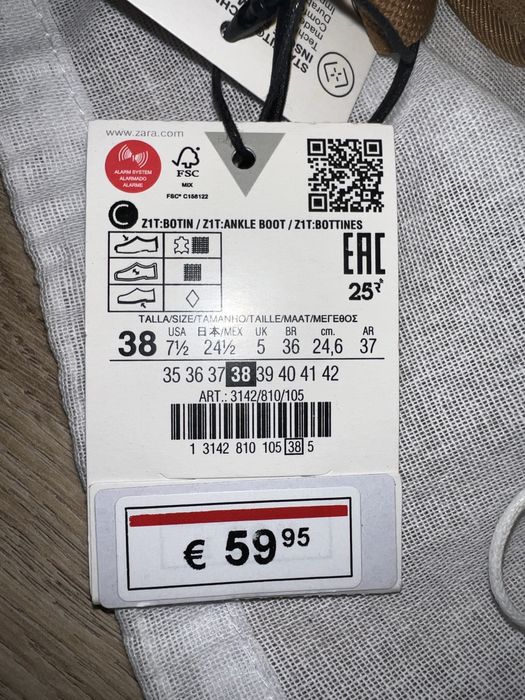 www.zara.com
ALARM SYSTEM
ALARMADO
ALARME
FSC
MIX
FSC® C156122
C Z1T:BOTIN / Z1T:ANKLE BOOT / Z1T:BOTTINES
EAC
25
TALLA/SIZE/TAMANHO/TAILLE/MAAT/ΜΕΓΕΘΟΣ
USA 日本/MEX UK BR cm. AR
38 7½ 24½ 5 36 24,6 37
35 36 37 38 39 40 41 42
ART.: 3142/810/105
1 3142 810 105 38 5
€ 59 95